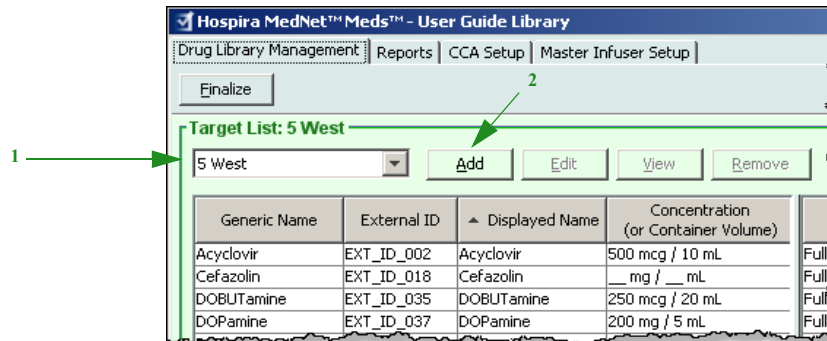 Hospira MedNet™Meds™ - User Guide Library
Drug Library Management Reports CCA Setup Master Infuser Setup
Finalize
2
Target List: 5 West
1
5 West Add Edit View Remove
Generic Name External ID Displayed Name Concentration
(or Container Volume)
Acyclovir EXT_ID_002 Acyclovir 500 mcg / 10 mL Full
Cefazolin EXT_ID_018 Cefazolin __ mg / __ mL Full
DOBUTamine EXT_ID_035 DOBUTamine 250 mcg / 20 mL Full
DOPamine EXT_ID_037 DOPamine 200 mg / 5 mL Full